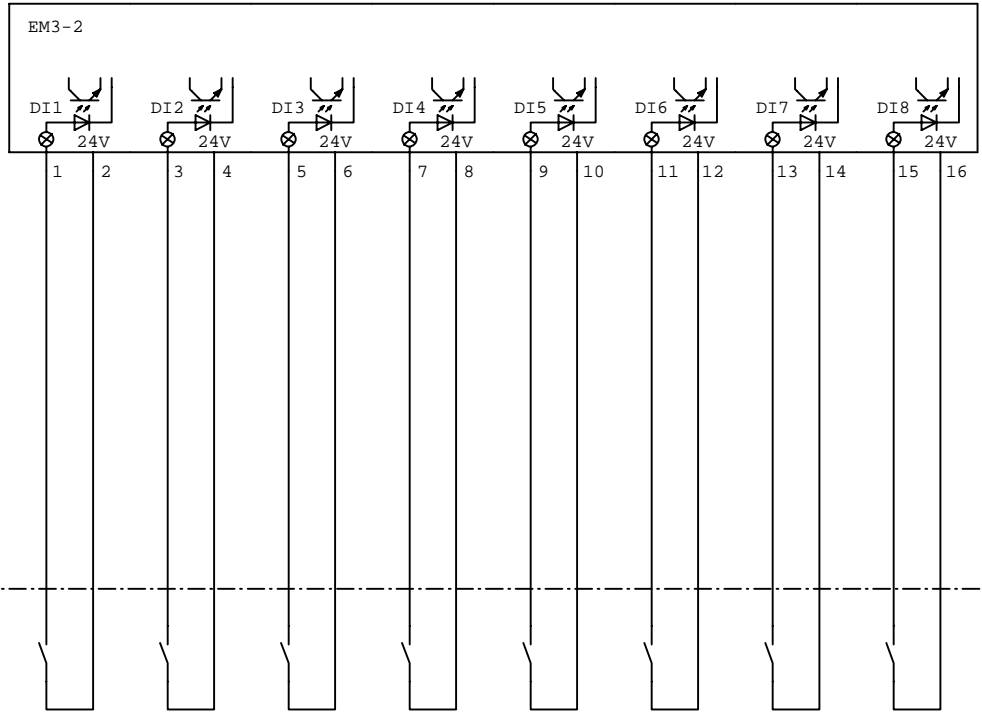 EM3-2
DI1 DI2 DI3 DI4 DI5 DI6 DI7 DI8
24V 24V 24V 24V 24V 24V 24V 24V
1 2 3 4 5 6 7 8 9 10 11 12 13 14 15 16